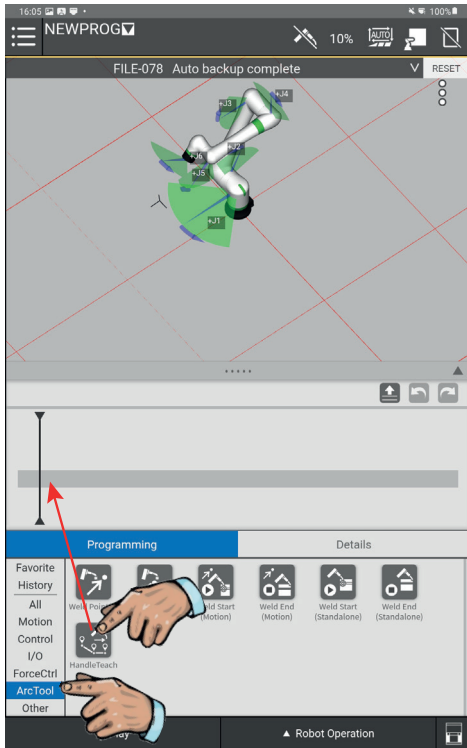 16:05
100%
NEWPROG
10%
AUTO
FILE-078 Auto backup complete
RESET
+J4
+J3
+J2
+J6
+J5
+J1
Programming
Details
Favorite
History
All
Motion
Control
I/O
ForceCtrl
ArcTool
Other
Weld Start
(Motion)
Weld End
(Motion)
Weld Start
(Standalone)
Weld End
(Standalone)
HandleTeach
Robot Operation